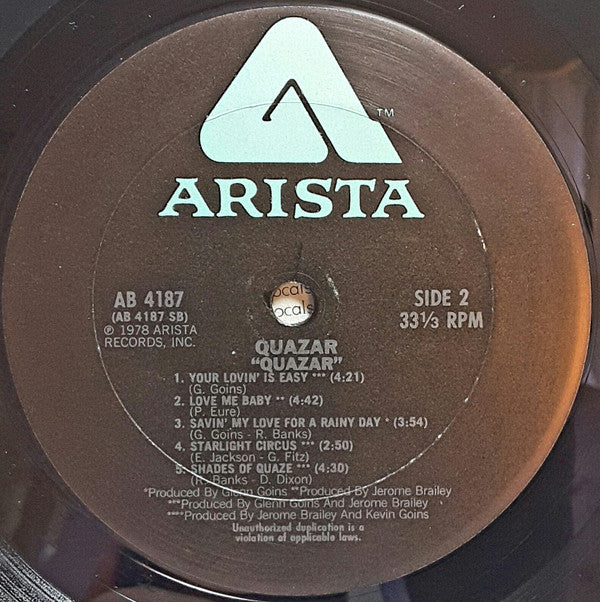 TM
ARISTA
AB 4187
(AB 4187 SB)
℗ 1978 ARISTA
RECORDS, INC.
ocals
ocals
SIDE 2
33⅓ RPM
QUAZAR
"QUAZAR"
1. YOUR LOVIN' IS EASY *** (4:21)
(G. Goins)
2. LOVE ME BABY ** (4:42)
(P. Eure)
3. SAVIN' MY LOVE FOR A RAINY DAY * (3:54)
(G. Goins - R. Banks)
4. STARLIGHT CIRCUS *** (2:50)
(E. Jackson - G. Fitz)
5. SHADES OF QUAZE *** (4:30)
(R. Banks - D. Dixon)
*Produced By Glenn Goins **Produced By Jerome Brailey
***Produced By Glenn Goins And Jerome Brailey
****Produced By Jerome Brailey And Kevin Goins
Unauthorized duplication is a
violation of applicable laws.